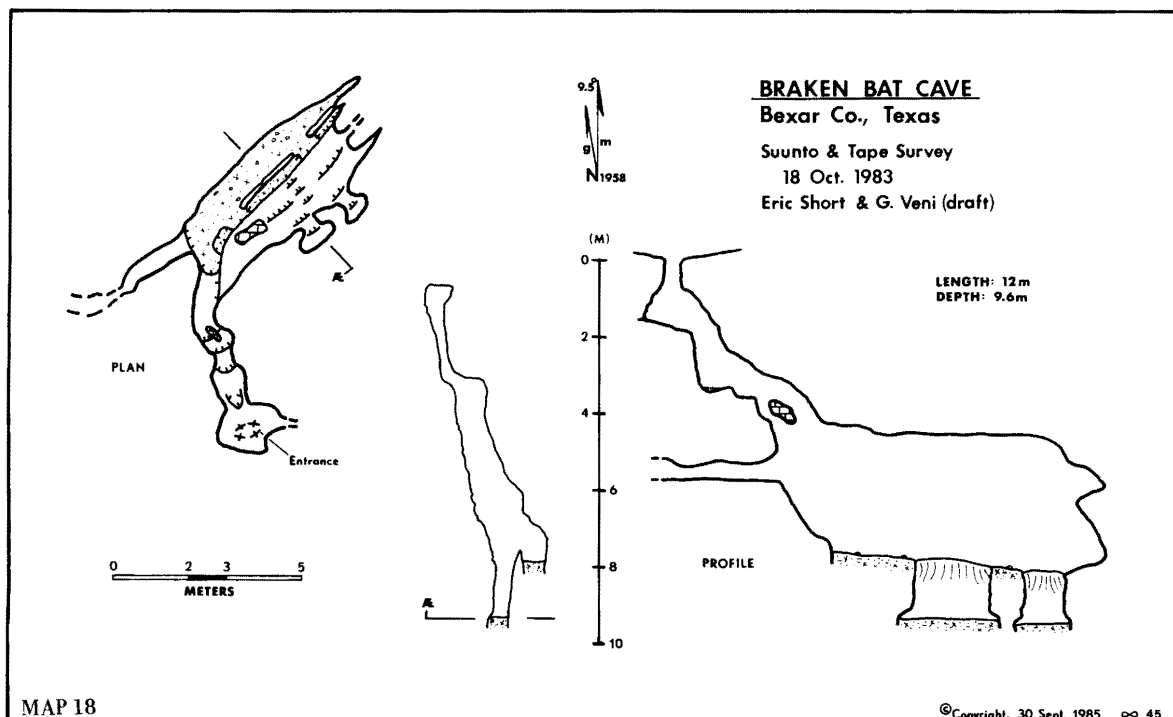 BRAKEN BAT CAVE
Bexar Co., Texas
Suunto & Tape Survey
18 Oct. 1983
Eric Short & G. Veni (draft)
LENGTH: 12m
DEPTH: 9.6m
9.5°
g m
N1958
Æ
PLAN
Entrance
0 2 3 5
METERS
Æ
(M)
0
2
4
6
8
10
PROFILE
MAP 18
©Copyright, 30 Sept. 1985
45